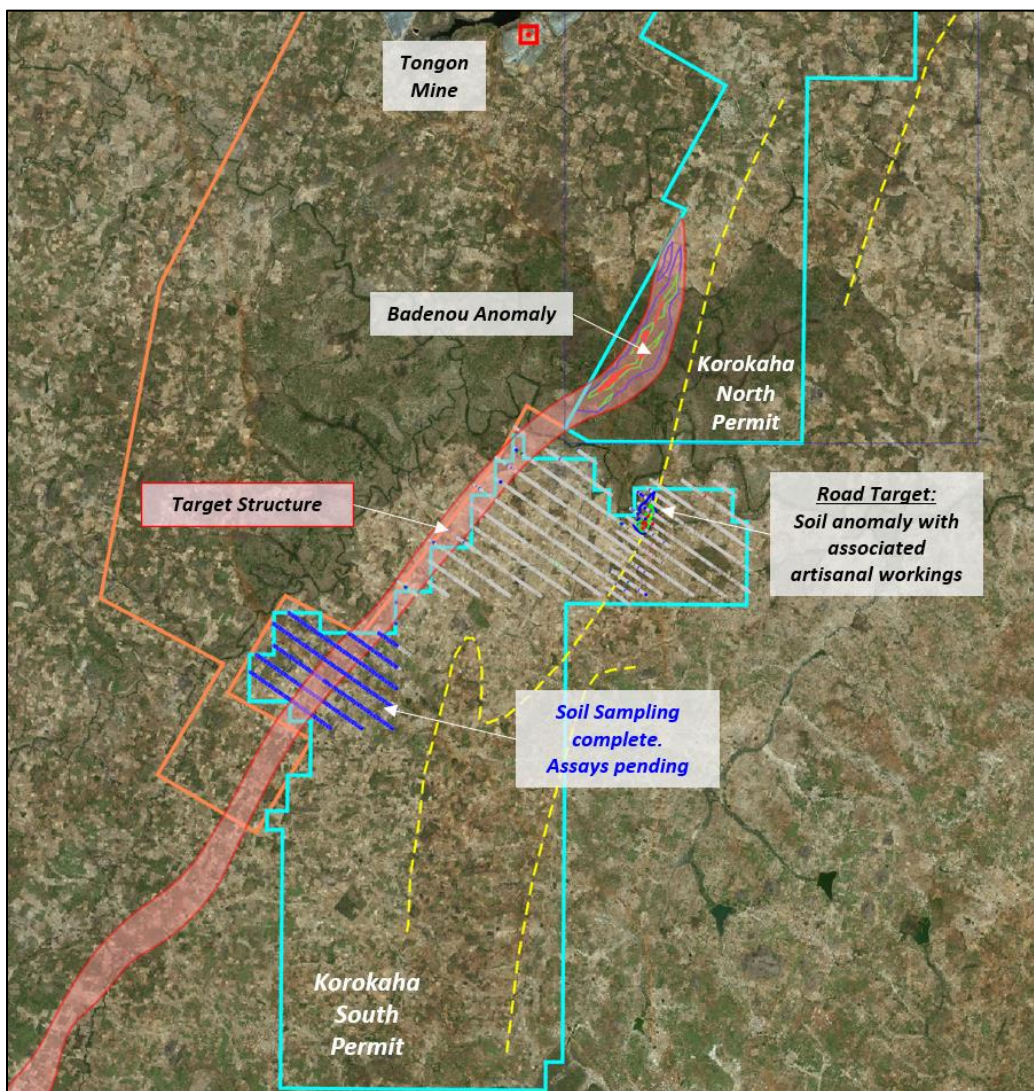 Tongon
Mine
Badenou Anomaly
Korokaha
North
Permit
Target Structure
Road Target:
Soil anomaly with
associated
artisanal workings
Soil Sampling
complete.
Assays pending
Korokaha
South
Permit